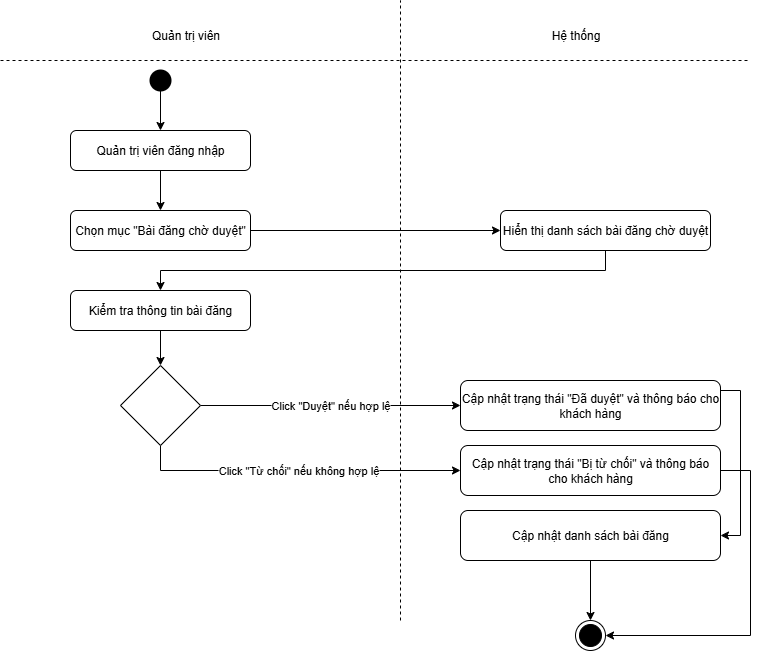 Quản trị viên
Hệ thống
Quản trị viên đăng nhập
Chọn mục "Bài đăng chờ duyệt"
Hiển thị danh sách bài đăng chờ duyệt
Kiểm tra thông tin bài đăng
Click "Duyệt" nếu hợp lệ
Cập nhật trạng thái "Đã duyệt" và thông báo cho
khách hàng
Click "Từ chối" nếu không hợp lệ
Cập nhật trạng thái "Bị từ chối" và thông báo
cho khách hàng
Cập nhật danh sách bài đăng